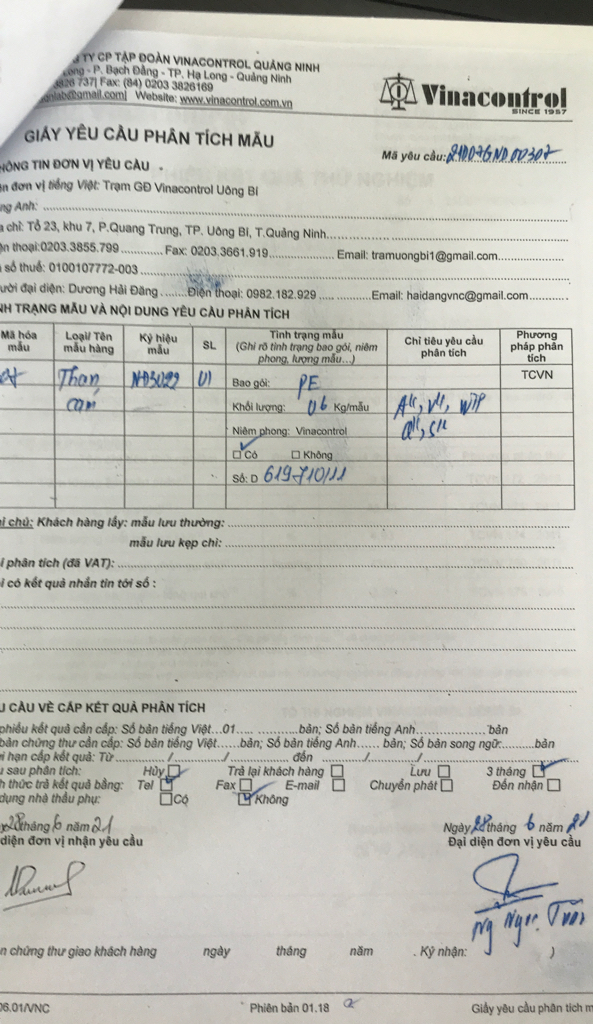 TY CP TẬP ĐOÀN VINACONTROL QUẢNG NINH
Long - P. Bạch Đằng - TP. Hạ Long - Quảng Ninh
3826 737| Fax: (84) 0203 3826169
@gmail.com| Website: www.vinacontrol.com.vn
Vinacontrol
SINCE 1957
GIẤY YÊU CẦU PHÂN TÍCH MẪU
Mã yêu cầu:
HÔNG TIN ĐƠN VỊ YÊU CẦU
n đơn vị tiếng Việt: Trạm GĐ Vinacontrol Uông Bí
ng Anh:
a chỉ: Tổ 23, khu 7, P.Quang Trung, TP. Uông Bí, T.Quảng Ninh
ện thoại:0203.3855.799 Fax: 0203.3661.919 Email: tramuongbi1@gmail.com
số thuế: 0100107772-003
ười đại diện: Dương Hải Đăng Điện thoại: 0982.182.929 Email: haidangvnc@gmail.com
NH TRẠNG MẪU VÀ NỘI DUNG YÊU CẦU PHÂN TÍCH
Mã hóa mẫu Loại/ Tên mẫu hàng Ký hiệu mẫu SL Tình trạng mẫu (Ghi rõ tình trạng bao gói, niêm phong, lượng mẫu…) Chỉ tiêu yêu cầu phân tích Phương pháp phân tích
Than cám 01 Bao gói: PE TCVN
Khối lượng: 06 Kg/mẫu
Niêm phong: Vinacontrol
☑ Có ☐ Không
Số: D 619710/11
i chú: Khách hàng lấy: mẫu lưu thường:
mẫu lưu kẹp chì:
í phân tích (đã VAT):
i có kết quả nhắn tin tới số :
U CẦU VỀ CẤP KẾT QUẢ PHÂN TÍCH
phiếu kết quả cần cấp: Số bản tiếng Việt…01…..bản; Số bản tiếng Anh……bản
bản chứng thư cần cấp: Số bản tiếng Việt……bản; Số bản tiếng Anh…… bản; Số bản song ngữ……bản
i hạn cấp kết quả: Từ ……/……/…… đến ……/……/……
u sau phân tích: Hủy ☐ Trả lại khách hàng ☐ Lưu ☐ 3 tháng ☑
h thức trả kết quả bằng: Tel ☑ Fax ☐ E-mail ☐ Chuyển phát ☐ Đến nhận ☐
dụng nhà thầu phụ: ☐ Có ☑ Không
y 28 tháng 6 năm 21
Ngày 28 tháng 6 năm 21
diện đơn vị nhận yêu cầu
Đại diện đơn vị yêu cầu
n chứng thư giao khách hàng ngày tháng năm . Ký nhận: )
06.01/VNC Phiên bản 01.18 Giấy yêu cầu phân tích m